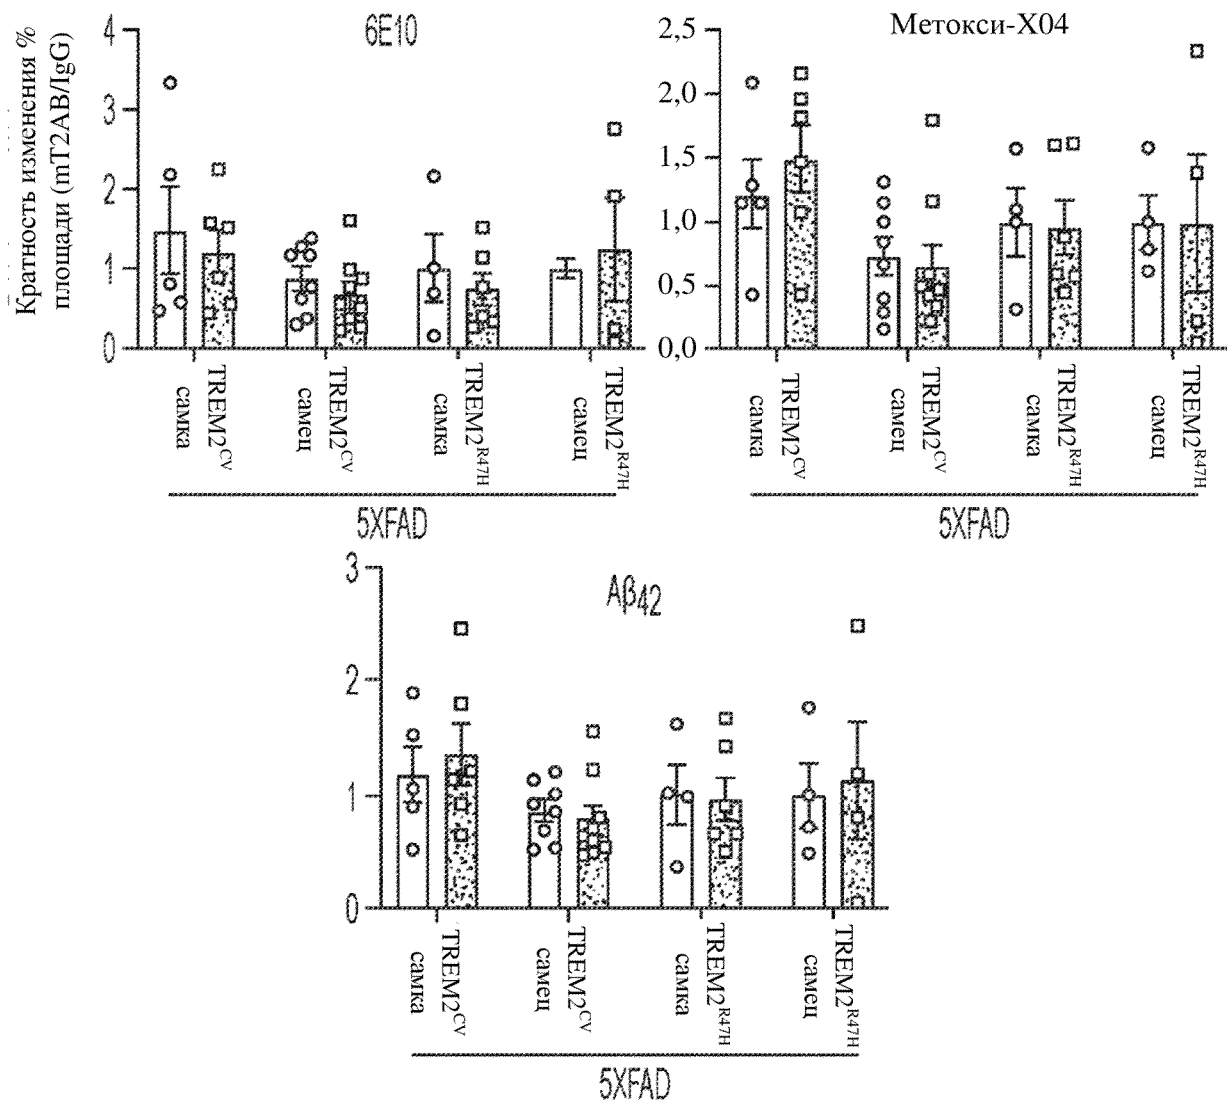 Кратность изменения %
площади (mT2AB/IgG)
6E10
4
3
2
1
0
TREM2^CV
самка
TREM2^CV
самец
TREM2^R47H
самка
TREM2^R47H
самец
5XFAD
Метокси-X04
2,5
2,0
1,5
1,0
0,5
0,0
TREM2^CV
самка
TREM2^CV
самец
TREM2^R47H
самка
TREM2^R47H
самец
5XFAD
Aβ42
3
2
1
0
TREM2^CV
самка
TREM2^CV
самец
TREM2^R47H
самка
TREM2^R47H
самец
5XFAD